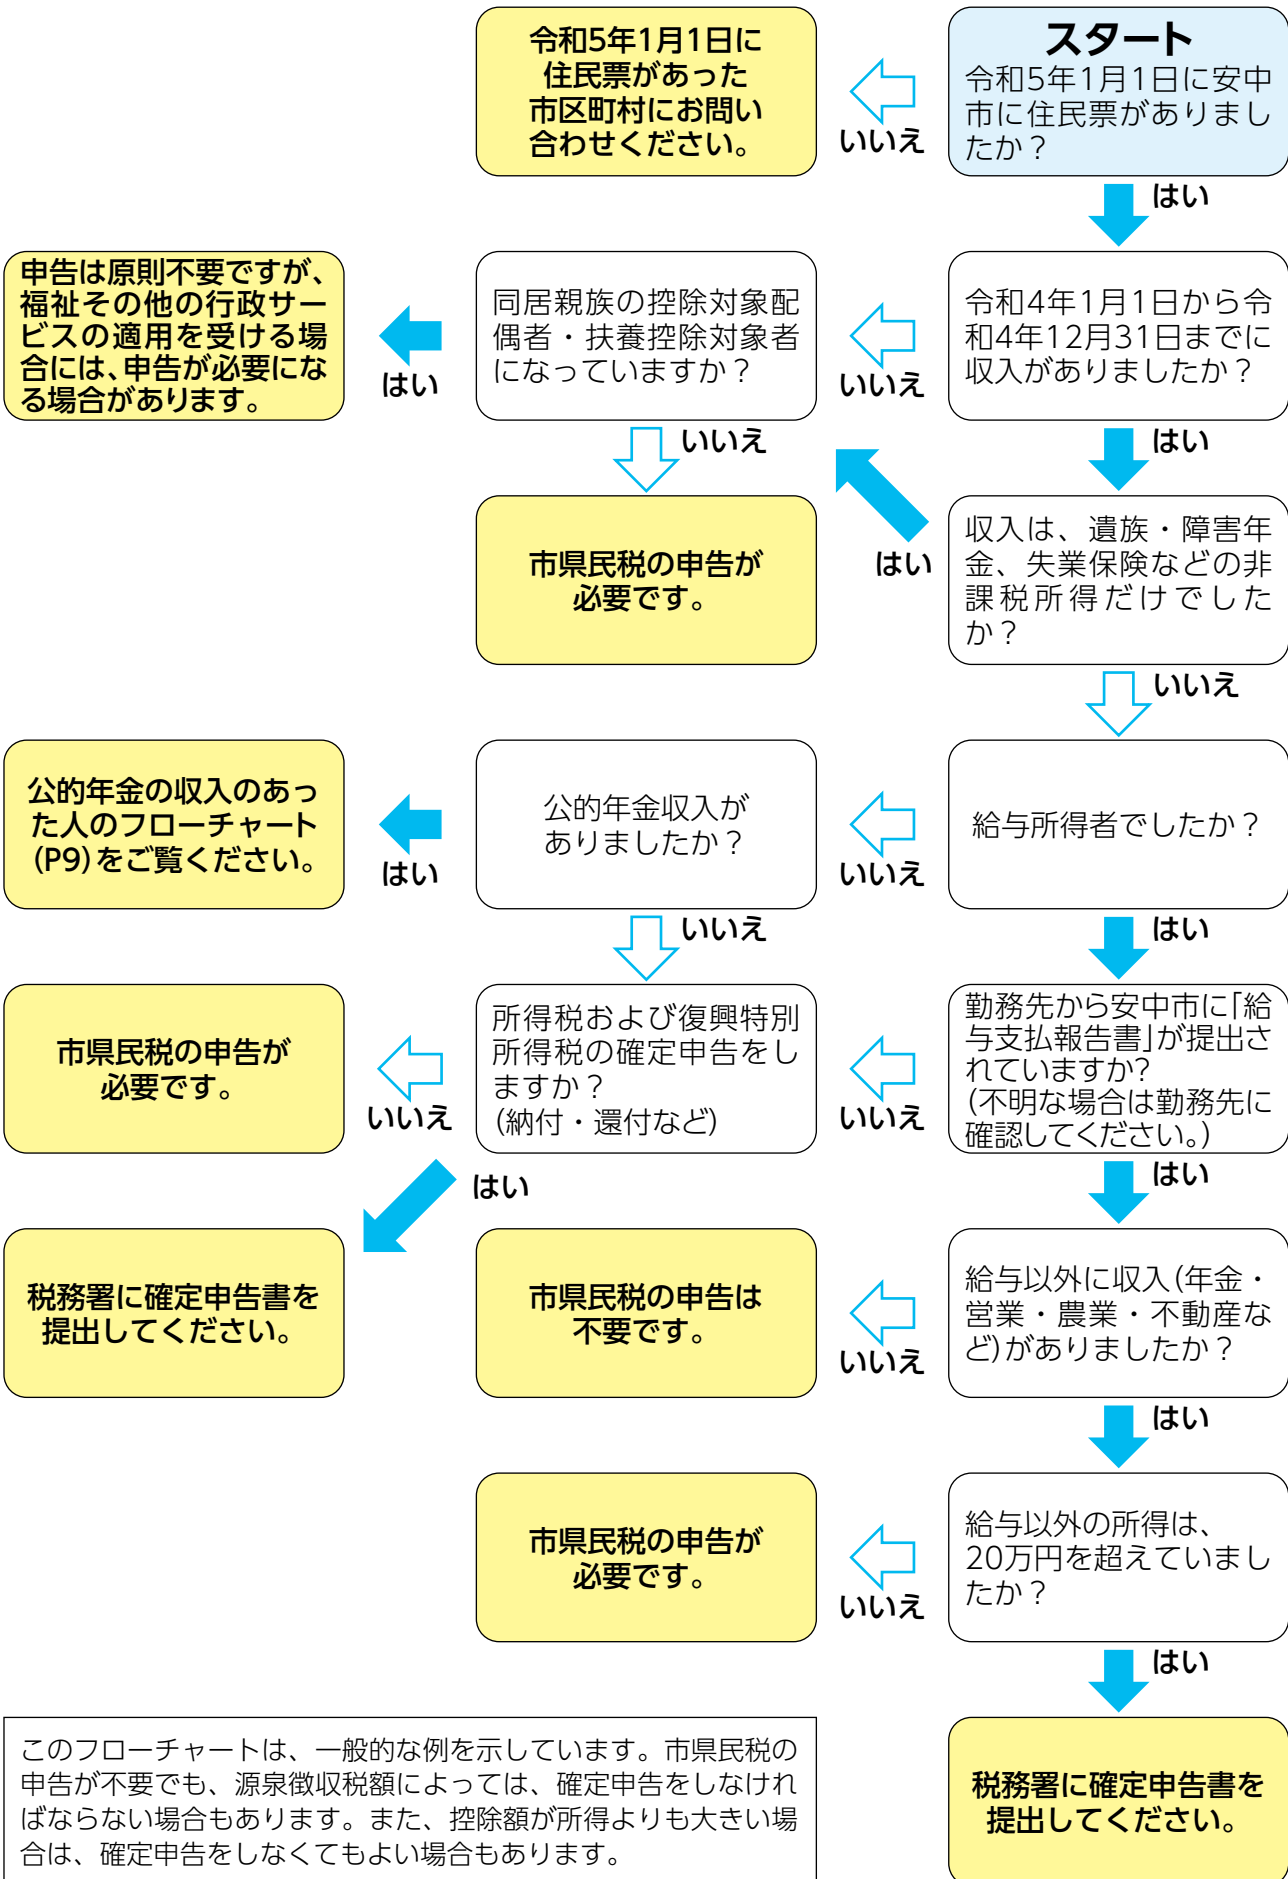 スタート
令和5年1月1日に安中
市に住民票がありまし
たか？
いいえ
令和5年1月1日に
住民票があった
市区町村にお問い
合わせください。
はい
令和4年1月1日から令
和4年12月31日までに
収入がありましたか？
いいえ
同居親族の控除対象配
偶者・扶養控除対象者
になっていますか？
はい
申告は原則不要ですが、
福祉その他の行政サー
ビスの適用を受ける場
合には、申告が必要にな
る場合があります。
いいえ
市県民税の申告が
必要です。
はい
収入は、遺族・障害年
金、失業保険などの非
課税所得だけでした
か？
はい
いいえ
給与所得者でしたか？
いいえ
公的年金収入が
ありましたか？
はい
公的年金の収入のあっ
た人のフローチャート
(P9)をご覧ください。
いいえ
はい
勤務先から安中市に「給
与支払報告書」が提出さ
れていますか？
(不明な場合は勤務先に
確認してください。)
いいえ
所得税および復興特別
所得税の確定申告をし
ますか？
(納付・還付など)
いいえ
市県民税の申告が
必要です。
はい
税務署に確定申告書を
提出してください。
はい
給与以外に収入(年金・
営業・農業・不動産な
ど)がありましたか？
いいえ
市県民税の申告は
不要です。
はい
給与以外の所得は、
20万円を超えていまし
たか？
いいえ
市県民税の申告が
必要です。
はい
税務署に確定申告書を
提出してください。
このフローチャートは、一般的な例を示しています。市県民税の
申告が不要でも、源泉徴収税額によっては、確定申告をしなけれ
ばならない場合もあります。また、控除額が所得よりも大きい場
合は、確定申告をしなくてもよい場合もあります。